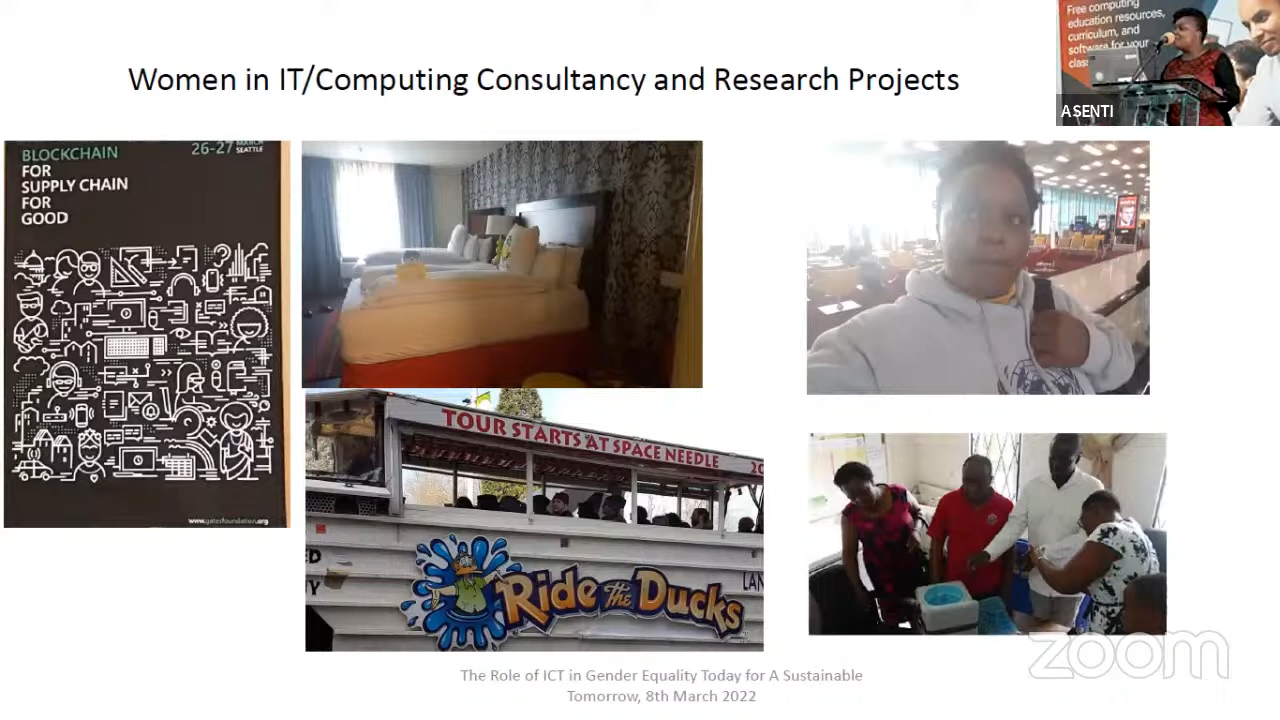 Women in IT/Computing Consultancy and Research Projects
Free computing
education resources,
curriculum, and
software for your
ASENTI
BLOCKCHAIN
FOR
SUPPLY CHAIN
FOR
GOOD
26-27 MARCH
SEATTLE
www.gatesfoundation.org
TOUR STARTS AT SPACE NEEDLE
Ride the Ducks
The Role of ICT in Gender Equality Today for A Sustainable
Tomorrow, 8th March 2022
zoom